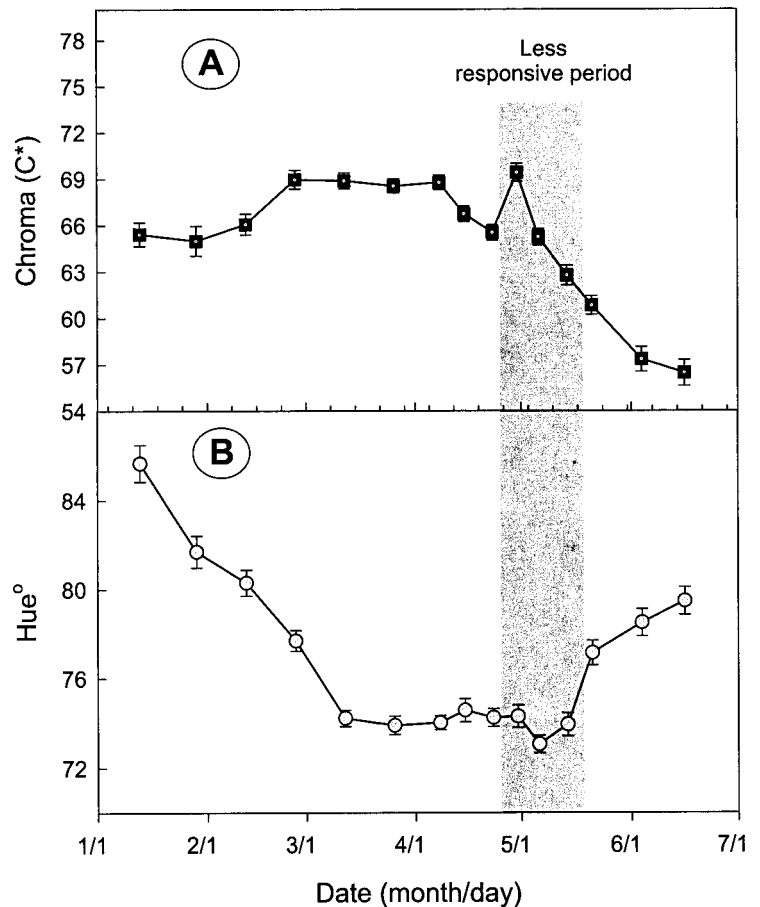 78
A
Less
responsive period
75
72
69
66
63
60
57
54
Chroma (C*)
B
84
80
76
72
Hue°
1/1 2/1 3/1 4/1 5/1 6/1 7/1
Date (month/day)